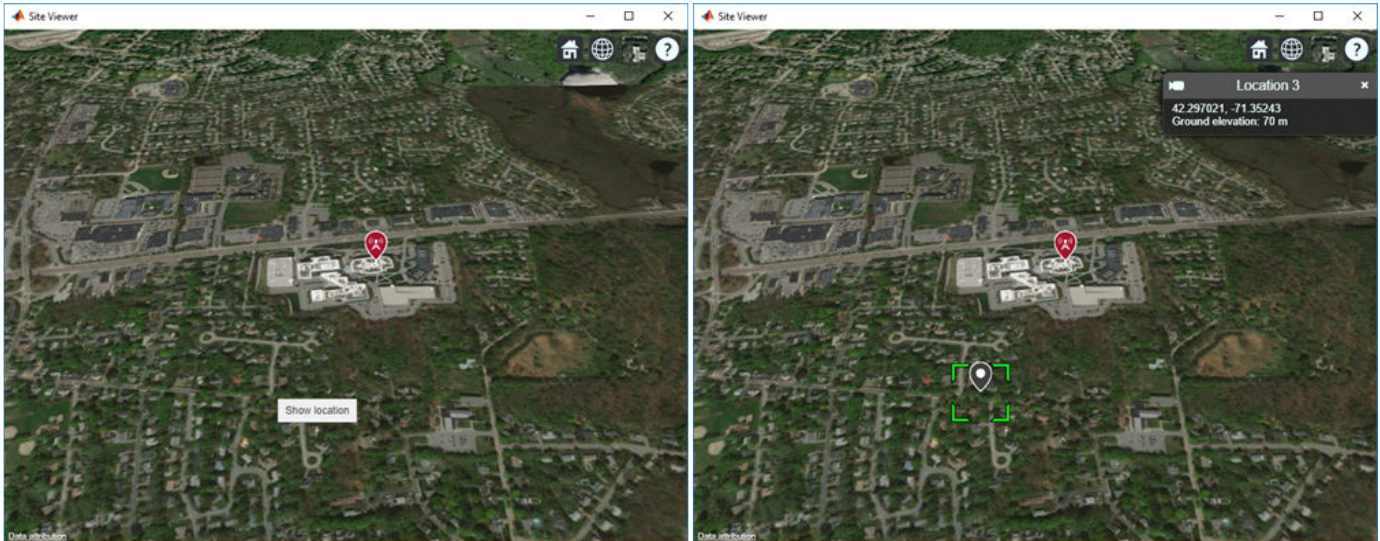 Site Viewer
Show location
Data attribution
Site Viewer
?
Location 3
42.297021, -71.35243
Ground elevation: 70 m
Data attribution